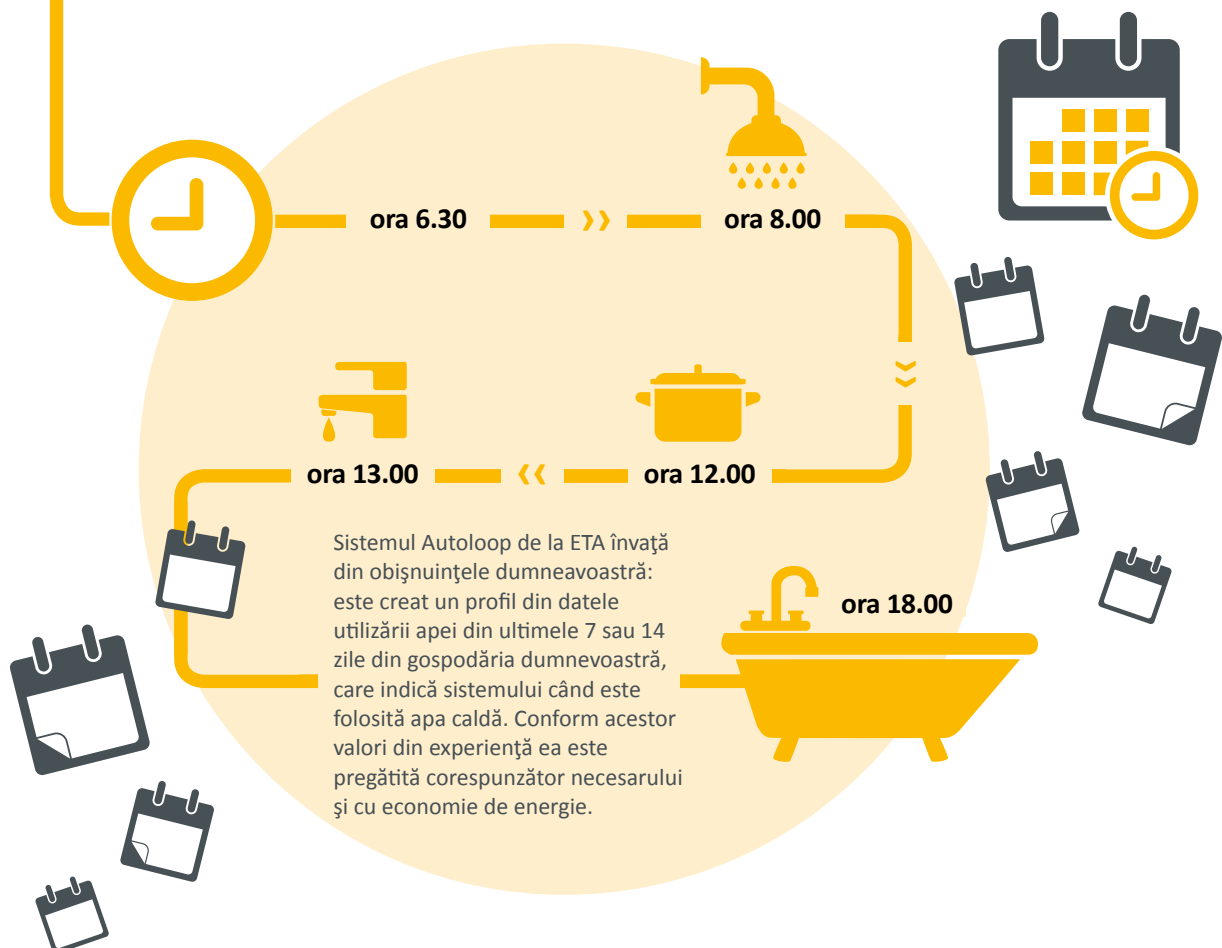 ora 6.30
ora 8.00
ora 13.00
ora 12.00
Sistemul Autoloop de la ETA învaţă
din obişnuinţele dumneavoastră:
este creat un profil din datele
utilizării apei din ultimele 7 sau 14
zile din gospodăria dumnevoastră,
care indică sistemului când este
folosită apa caldă. Conform acestor
valori din experienţă ea este
pregătită corespunzător necesarului
şi cu economie de energie.
ora 18.00